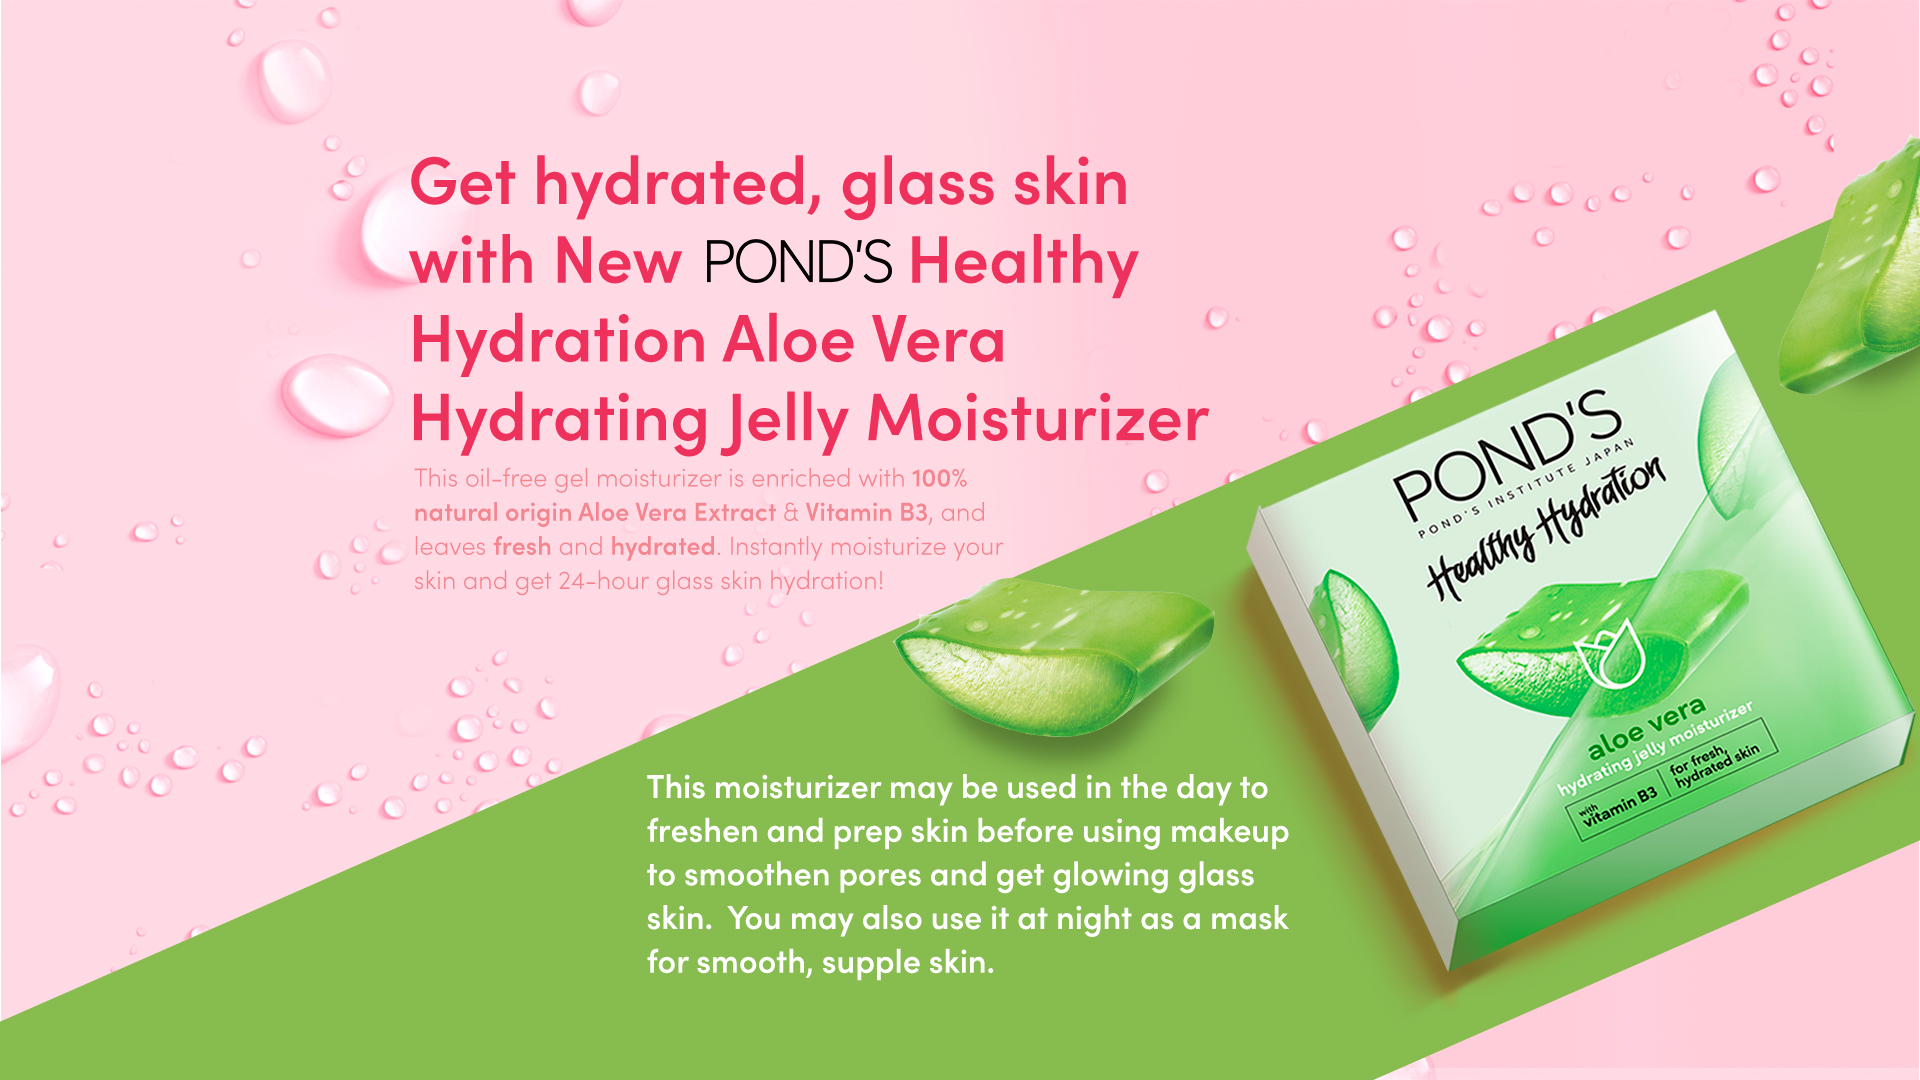 Get hydrated, glass skin
with New POND'S Healthy
Hydration Aloe Vera
Hydrating Jelly Moisturizer
This oil-free gel moisturizer is enriched with 100%
natural origin Aloe Vera Extract & Vitamin B3, and
leaves fresh and hydrated. Instantly moisturize your
skin and get 24-hour glass skin hydration!
POND'S
POND'S INSTITUTE JAPAN
Healthy Hydration
aloe vera
hydrating jelly moisturizer
with
vitamin B3
for fresh,
hydrated skin
This moisturizer may be used in the day to
freshen and prep skin before using makeup
to smoothen pores and get glowing glass
skin.  You may also use it at night as a mask
for smooth, supple skin.